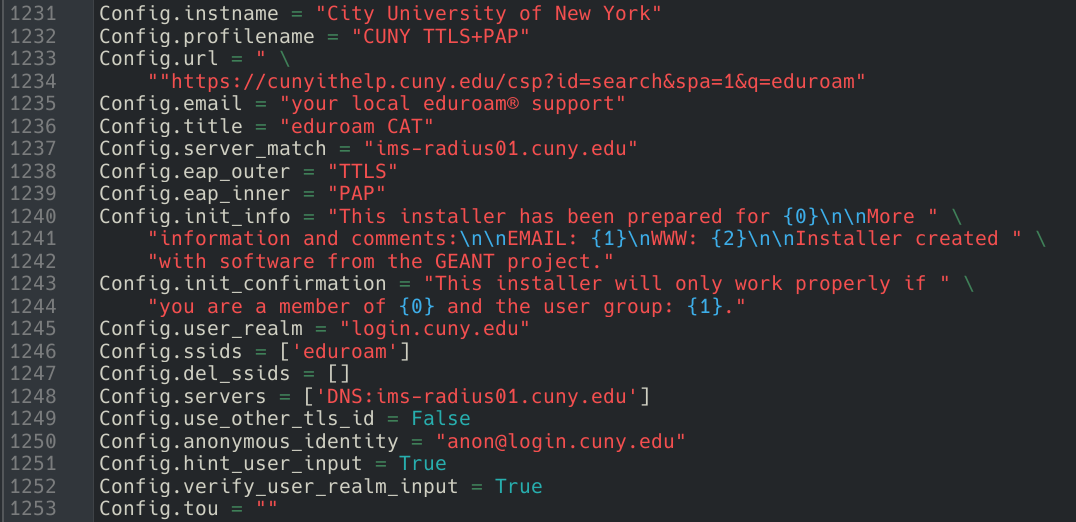 1231 Config.instname = "City University of New York"
1232 Config.profilename = "CUNY TTLS+PAP"
1233 Config.url = " \
1234     ""https://cunyithelp.cuny.edu/csp?id=search&spa=1&q=eduroam"
1235 Config.email = "your local eduroam® support"
1236 Config.title = "eduroam CAT"
1237 Config.server_match = "ims-radius01.cuny.edu"
1238 Config.eap_outer = "TTLS"
1239 Config.eap_inner = "PAP"
1240 Config.init_info = "This installer has been prepared for {0}\n\nMore " \
1241     "information and comments:\n\nEMAIL: {1}\nWWW: {2}\n\nInstaller created " \
1242     "with software from the GEANT project."
1243 Config.init_confirmation = "This installer will only work properly if " \
1244     "you are a member of {0} and the user group: {1}."
1245 Config.user_realm = "login.cuny.edu"
1246 Config.ssids = ['eduroam']
1247 Config.del_ssids = []
1248 Config.servers = ['DNS:ims-radius01.cuny.edu']
1249 Config.use_other_tls_id = False
1250 Config.anonymous_identity = "anon@login.cuny.edu"
1251 Config.hint_user_input = True
1252 Config.verify_user_realm_input = True
1253 Config.tou = ""